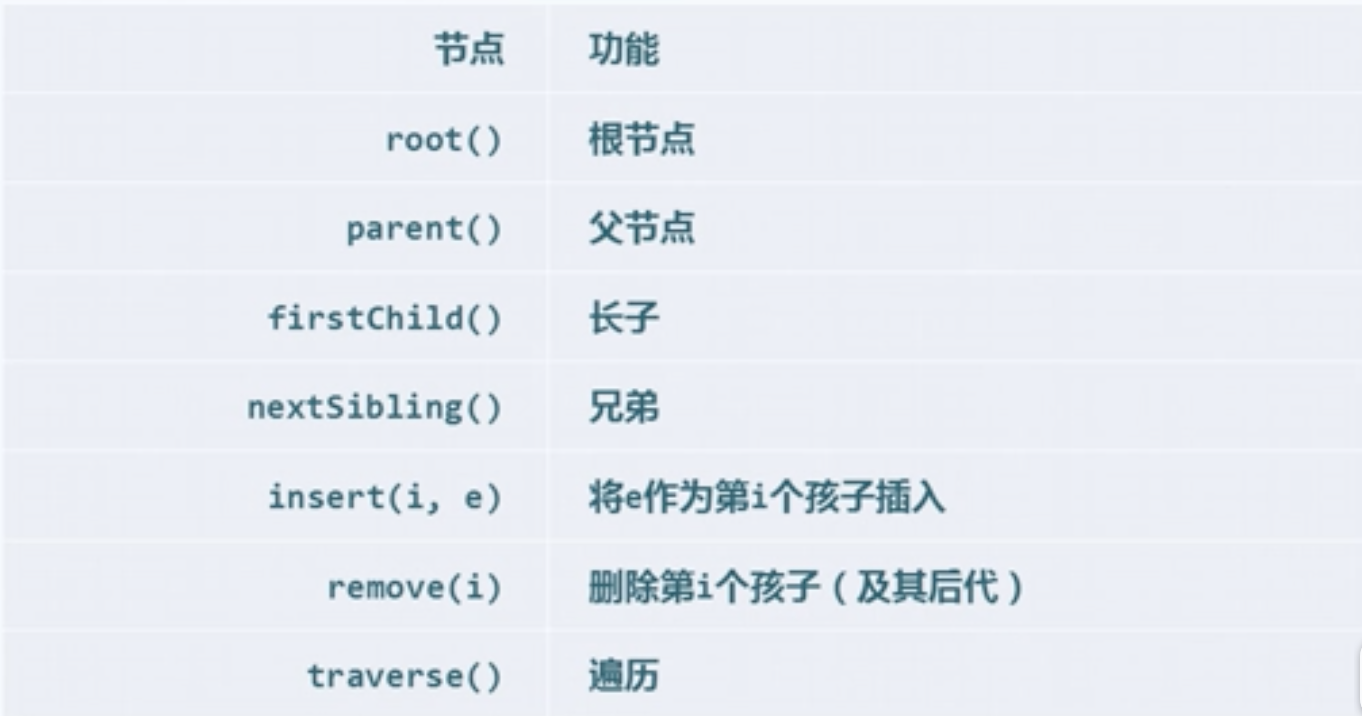 节点 功能
root() 根节点
parent() 父节点
firstChild() 长子
nextSibling() 兄弟
insert(i, e) 将e作为第i个孩子插入
remove(i) 删除第i个孩子（及其后代）
traverse() 遍历